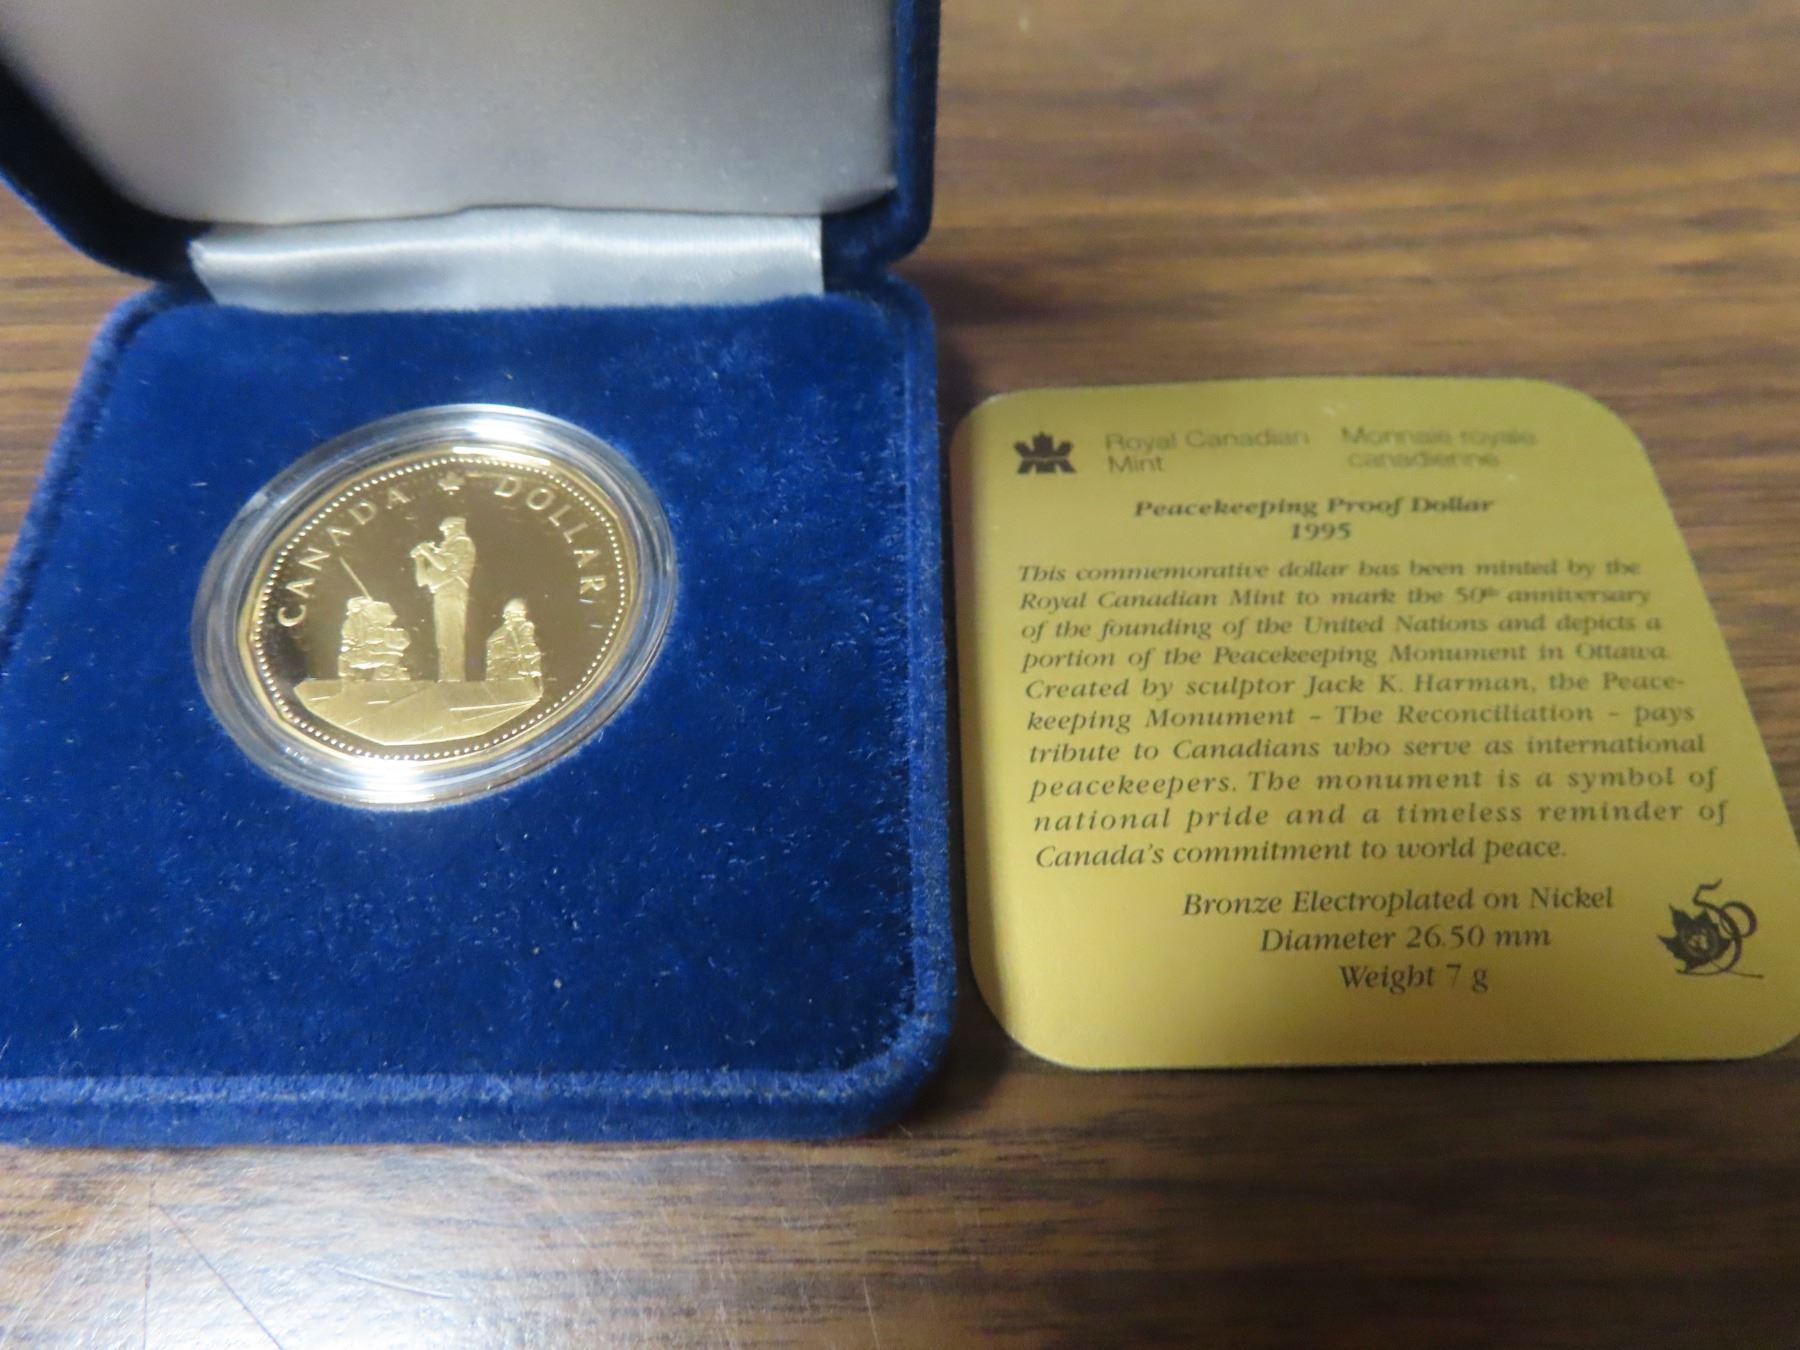 CANADA DOLLAR
Royal Canadian Monnaie royale
Mint canadienne
Peacekeeping Proof Dollar
1995
This commemorative dollar has been minted by the
Royal Canadian Mint to mark the 50th anniversary
of the founding of the United Nations and depicts a
portion of the Peacekeeping Monument in Ottawa.
Created by sculptor Jack K. Harman, the Peace-
keeping Monument – The Reconciliation – pays
tribute to Canadians who serve as international
peacekeepers. The monument is a symbol of
national pride and a timeless reminder of
Canada's commitment to world peace.
Bronze Electroplated on Nickel
Diameter 26.50 mm
Weight 7 g
50